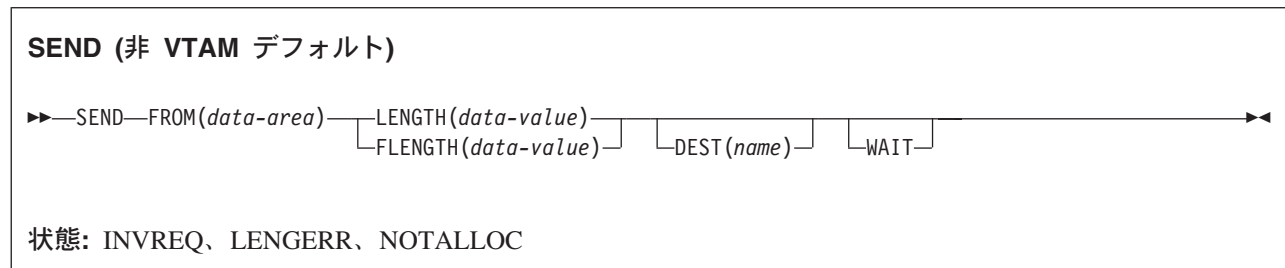 SEND (非 VTAM デフォルト)
SEND FROM(data-area) LENGTH(data-value)
FLENGTH(data-value) DEST(name) WAIT
状態: INVREQ、LENGERR、NOTALLOC